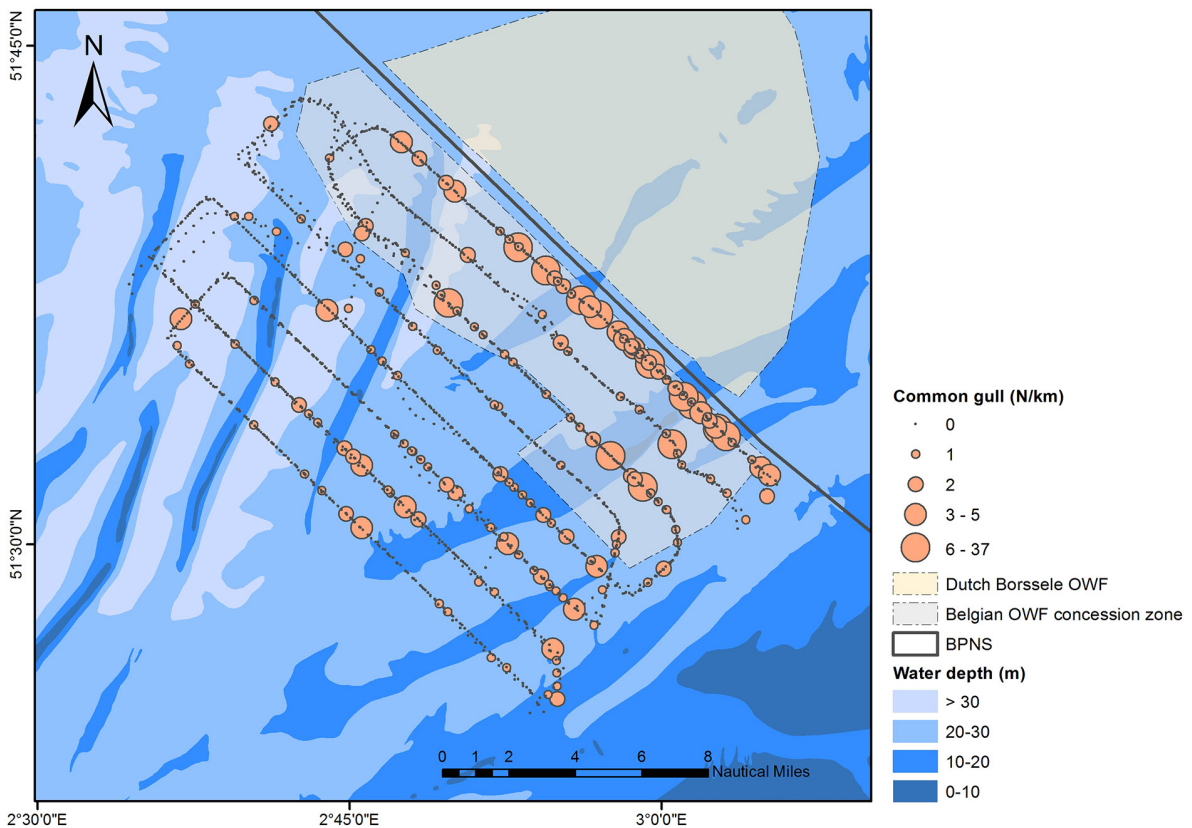 51°45'0"N
N
51°30'0"N
0 1 2 4 6 8
Nautical Miles
2°30'0"E 2°45'0"E 3°0'0"E
Common gull (N/km)
0
1
2
3 - 5
6 - 37
Dutch Borssele OWF
Belgian OWF concession zone
BPNS
Water depth (m)
> 30
20-30
10-20
0-10